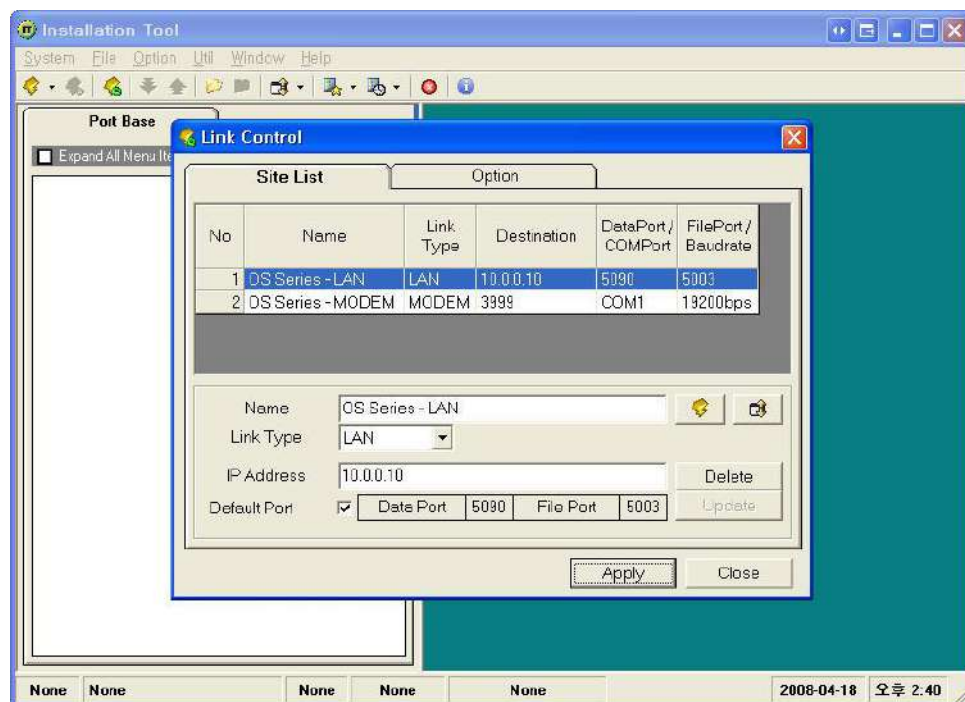 Installation Tool
System File Option Util Window Help
Port Base
Expand All Menu Ite
Link Control
Site List Option
No Name Link Type Destination DataPort/ COMPort FilePort/ Baudrate
1 OS Series - LAN LAN 10.0.0.10 5090 5003
2 OS Series - MODEM MODEM 3999 COM1 19200bps
Name OS Series - LAN
Link Type LAN
IP Address 10.0.0.10 Delete
Default Port Data Port 5090 File Port 5003 Update
Apply Close
None None None None None 2008-04-18 오후 2:40